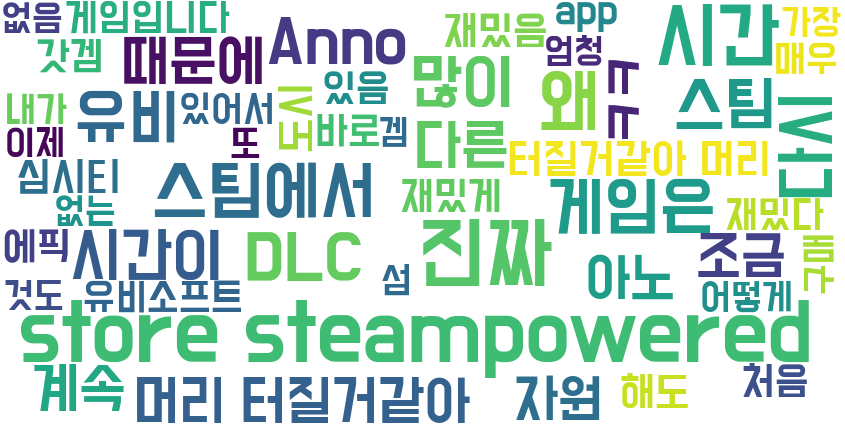 없음 게임입니다
갓겜
때문에
Anno
재밌음
app
엄청
시간
가장
매우
내가
유비
있어서
있음
도시
바로
겜
많이
왜
ㅋㅋ
스팀
다시
이제
또
다른
터질거같아 머리
심시티
없는
스팀에서
재밌게
게임은
재밌다
에픽
시간이
DLC
섬
진짜
아노
조금
것도
유비소프트
어떻게
store steampowered
계속
머리 터질거같아
자원
해도
처음